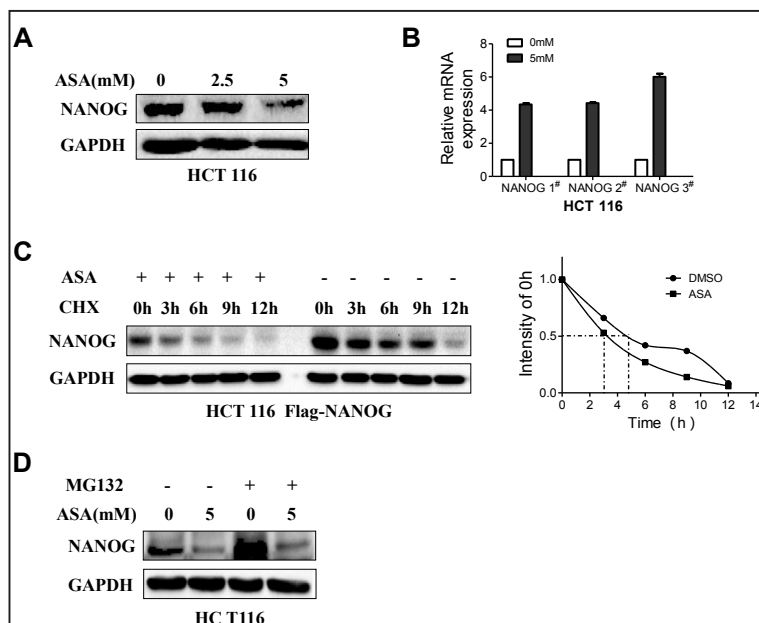 A
ASA(mM) 0 2.5 5
NANOG
GAPDH
HCT 116
B
0mM
5mM
Relative mRNA
expression
8
6
4
2
0
NANOG 1# NANOG 2# NANOG 3#
HCT 116
C
ASA + + + + + - - - - -
CHX 0h 3h 6h 9h 12h 0h 3h 6h 9h 12h
NANOG
GAPDH
HCT 116 Flag-NANOG
DMSO
ASA
Intensity of 0h
1.0
0.5
0.0
0 2 4 6 8 10 12 14
Time (h)
D
MG132 - - + +
ASA(mM) 0 5 0 5
NANOG
GAPDH
HC T116